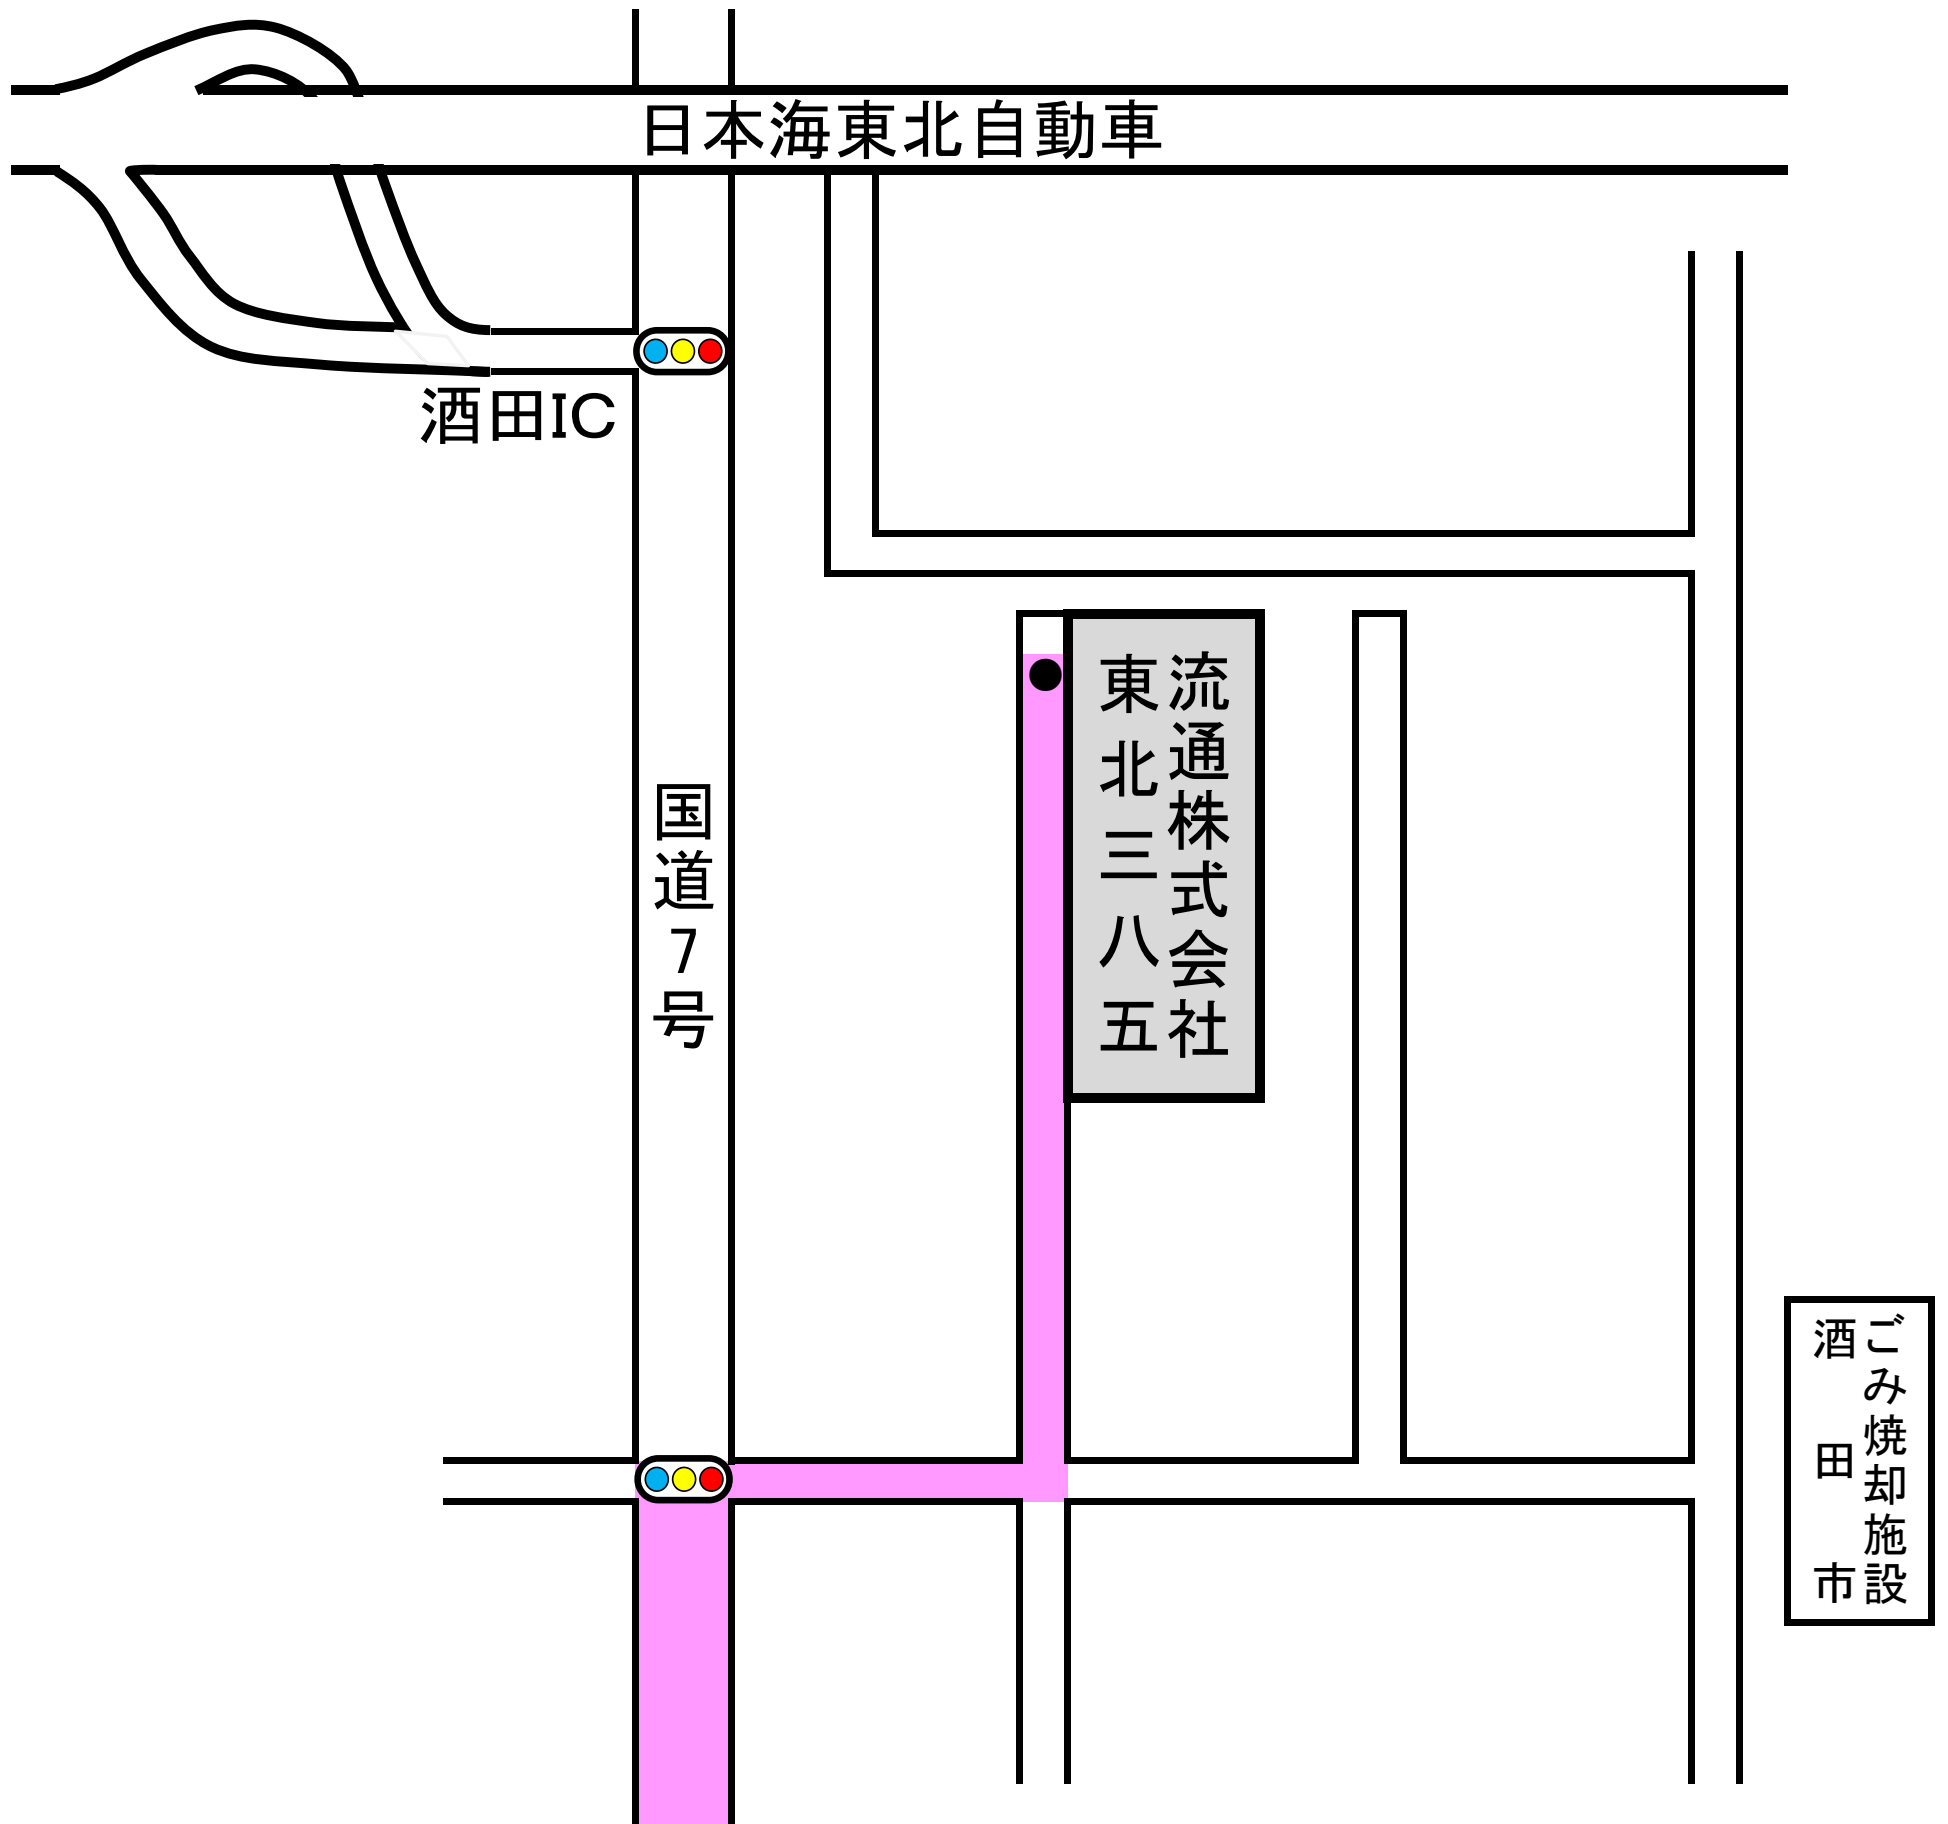 日本海東北自動車
酒田IC
国道7号
東北三八五
流通株式会社
酒田市
ごみ焼却施設